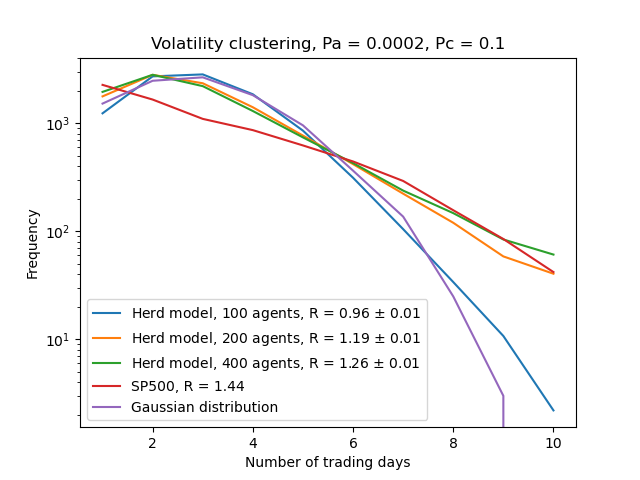 Volatility clustering, Pa = 0.0002, Pc = 0.1
Frequency
10³
10²
10¹
Herd model, 100 agents, R = 0.96 ± 0.01
Herd model, 200 agents, R = 1.19 ± 0.01
Herd model, 400 agents, R = 1.26 ± 0.01
SP500, R = 1.44
Gaussian distribution
2 4 6 8 10
Number of trading days